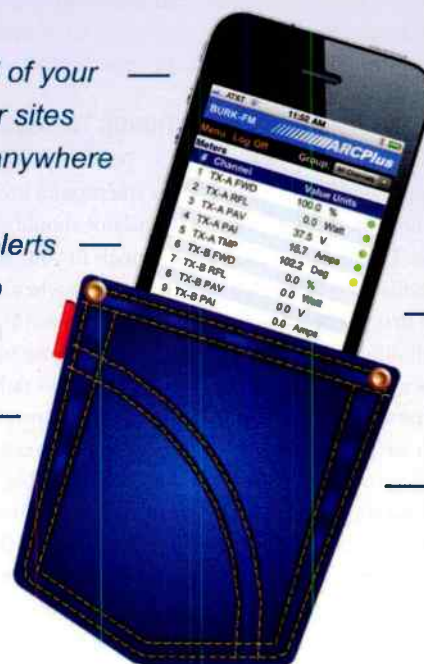 of your
sites
anywhere
alerts
AT&T 11:52 AM
BURK-FM ARCPlus
Menu Log Off Group: All Channels
Meters
# Channel Value Units
1 TX-A FWD 100.0 %
2 TX-A RFL 0.0 Watt
3 TX-A PAV 37.5 V
4 TX-A PAI 16.7 Amps
5 TX-A TMP 102.2 Deg
6 TX-B FWD 0.0 %
7 TX-B RFL 0.0 Watt
8 TX-B PAV 0.0 V
9 TX-B PAI 0.0 Amps